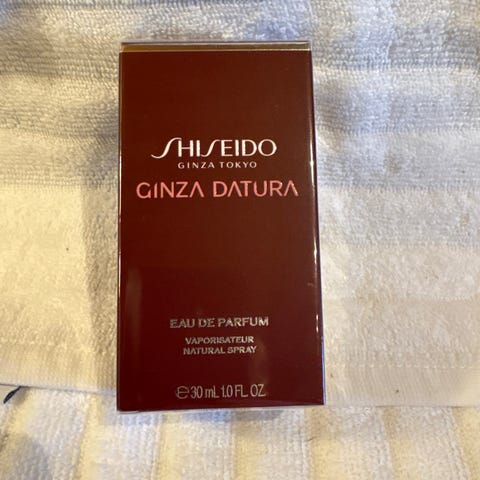 SHISEIDO
GINZA TOKYO
GINZA DATURA
EAU DE PARFUM
VAPORISATEUR
NATURAL SPRAY
℮ 30 mL 1.0 FL. OZ.